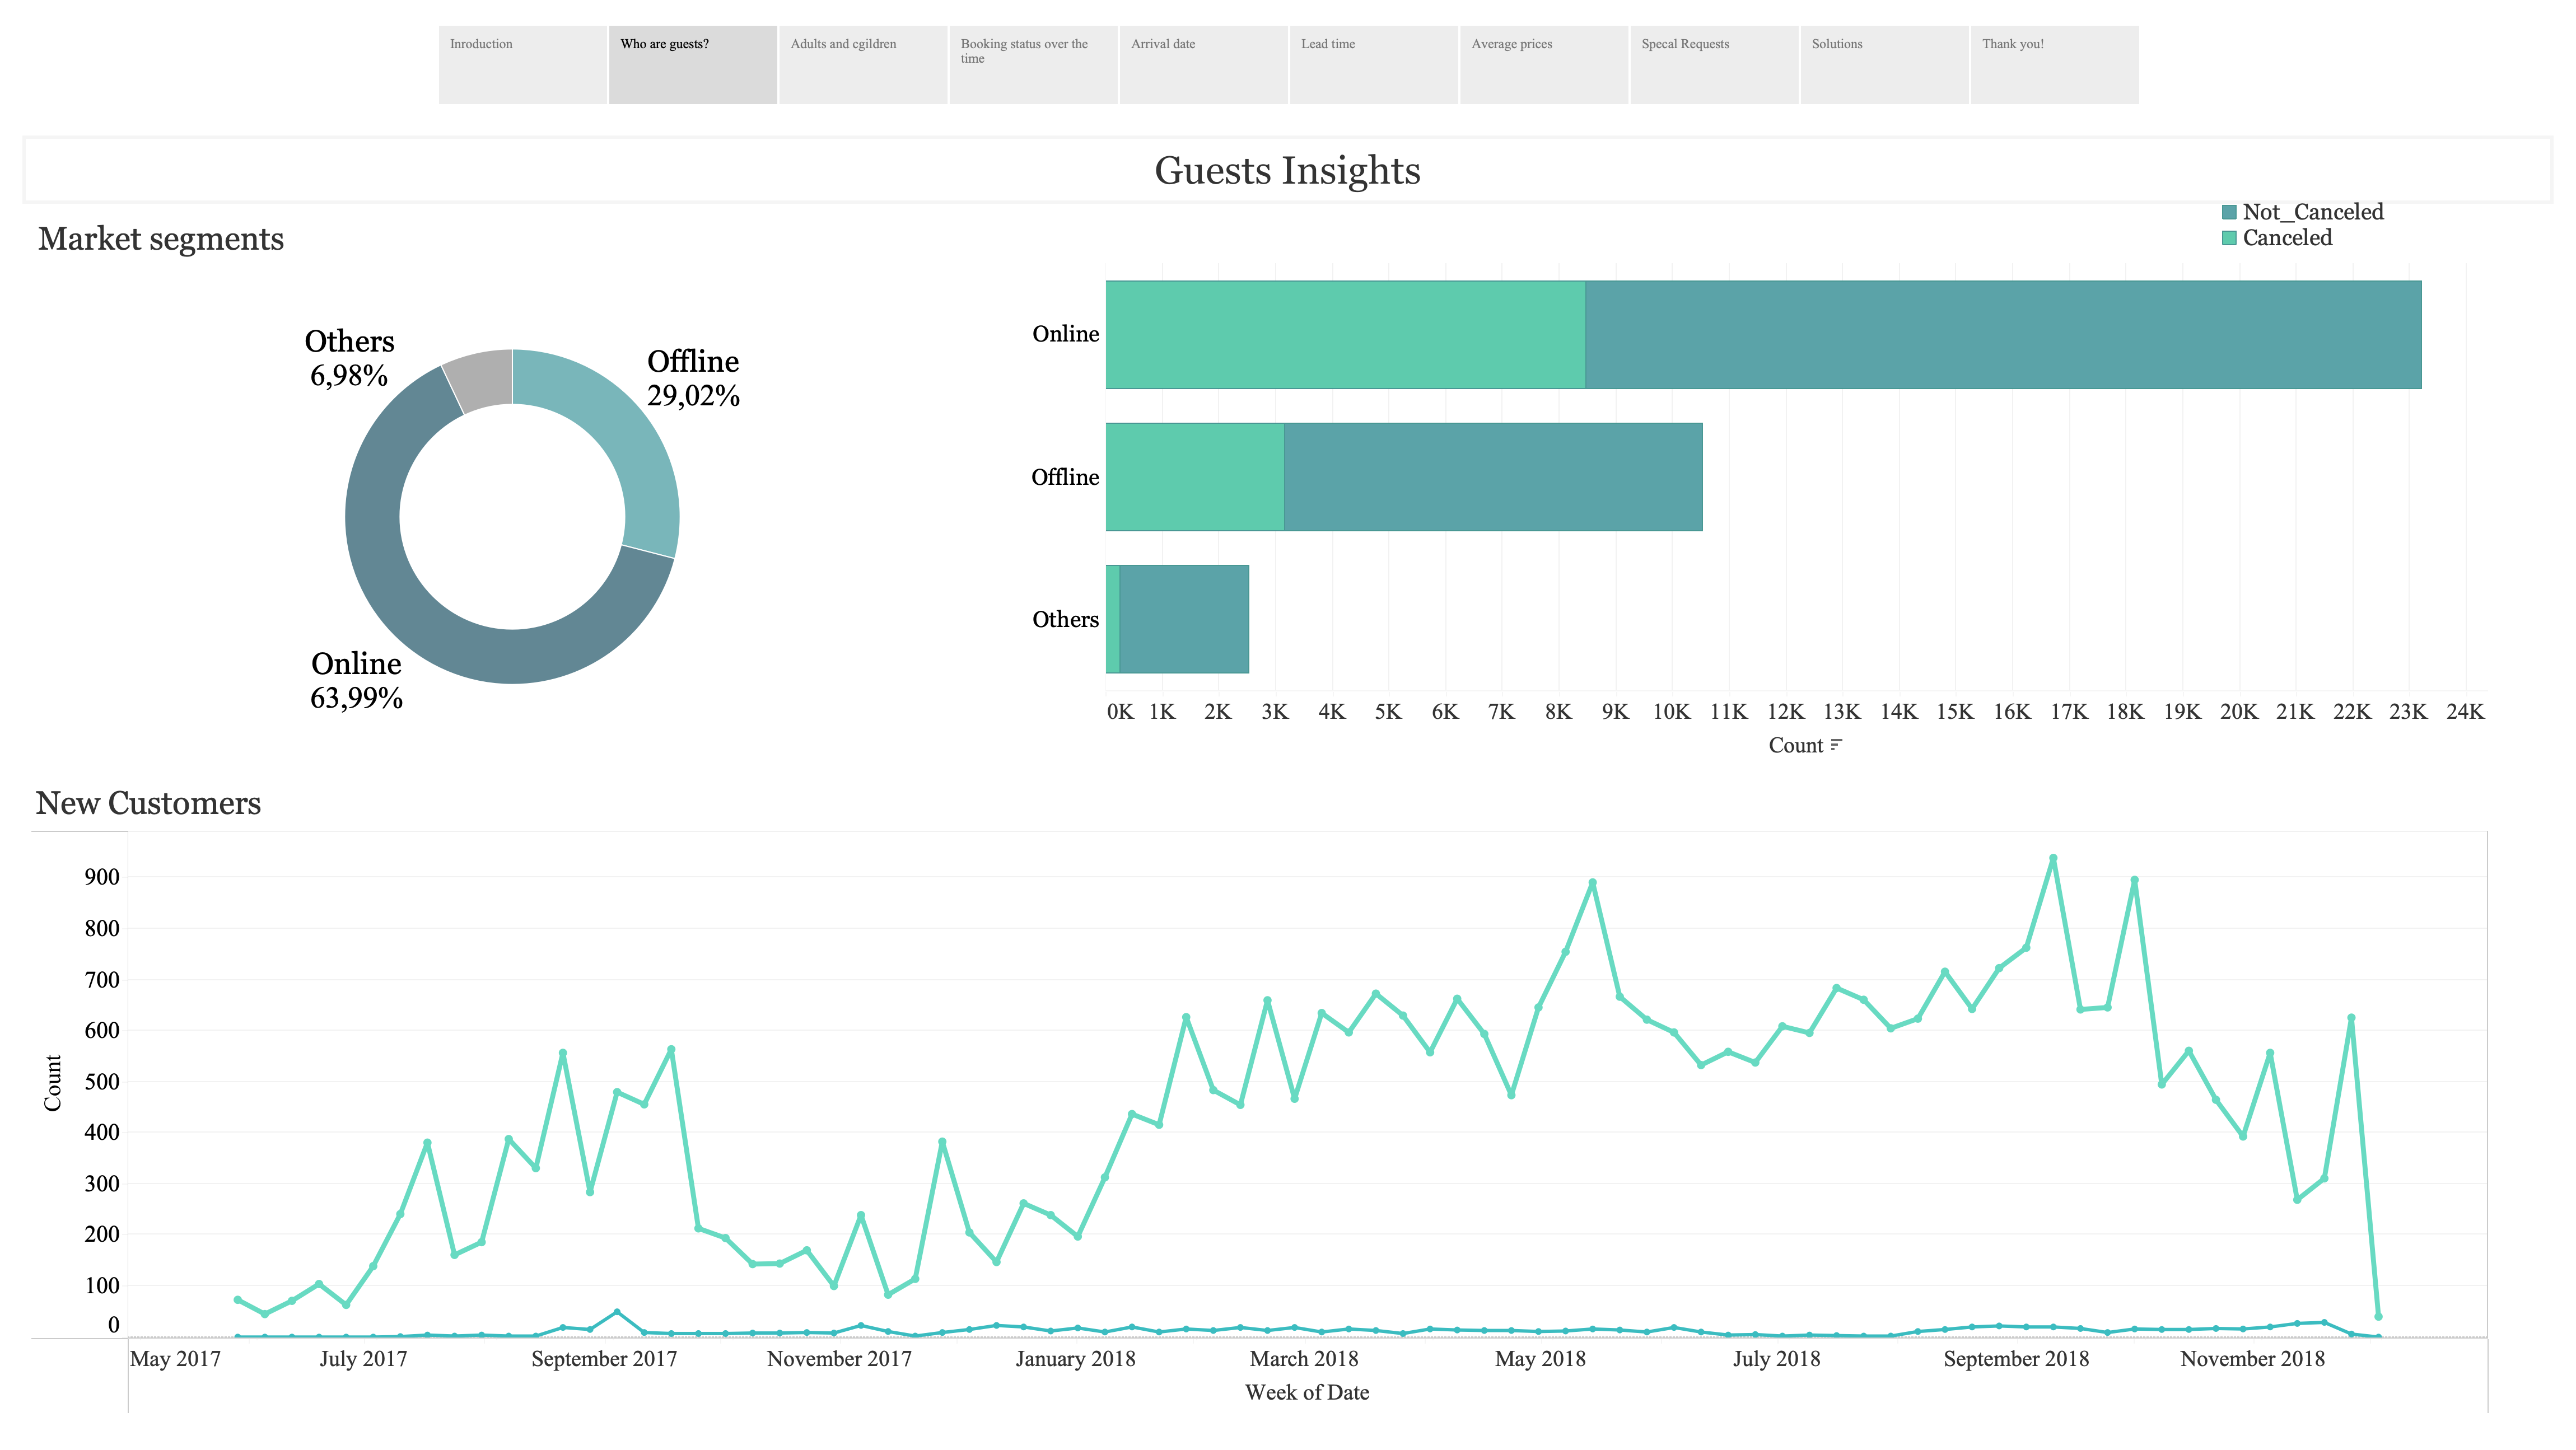 Inroduction
Who are guests?
Adults and cgildren
Booking status over the
time
Arrival date
Lead time
Average prices
Specal Requests
Solutions
Thank you!
Guests Insights
Not_Canceled
Canceled
Market segments
Others
6,98%
Offline
29,02%
Online
63,99%
Online
Offline
Others
0K 1K 2K 3K 4K 5K 6K 7K 8K 9K 10K 11K 12K 13K 14K 15K 16K 17K 18K 19K 20K 21K 22K 23K 24K
Count
New Customers
900
800
700
600
500
400
300
200
100
0
Count
May 2017 July 2017 September 2017 November 2017 January 2018 March 2018 May 2018 July 2018 September 2018 November 2018
Week of Date